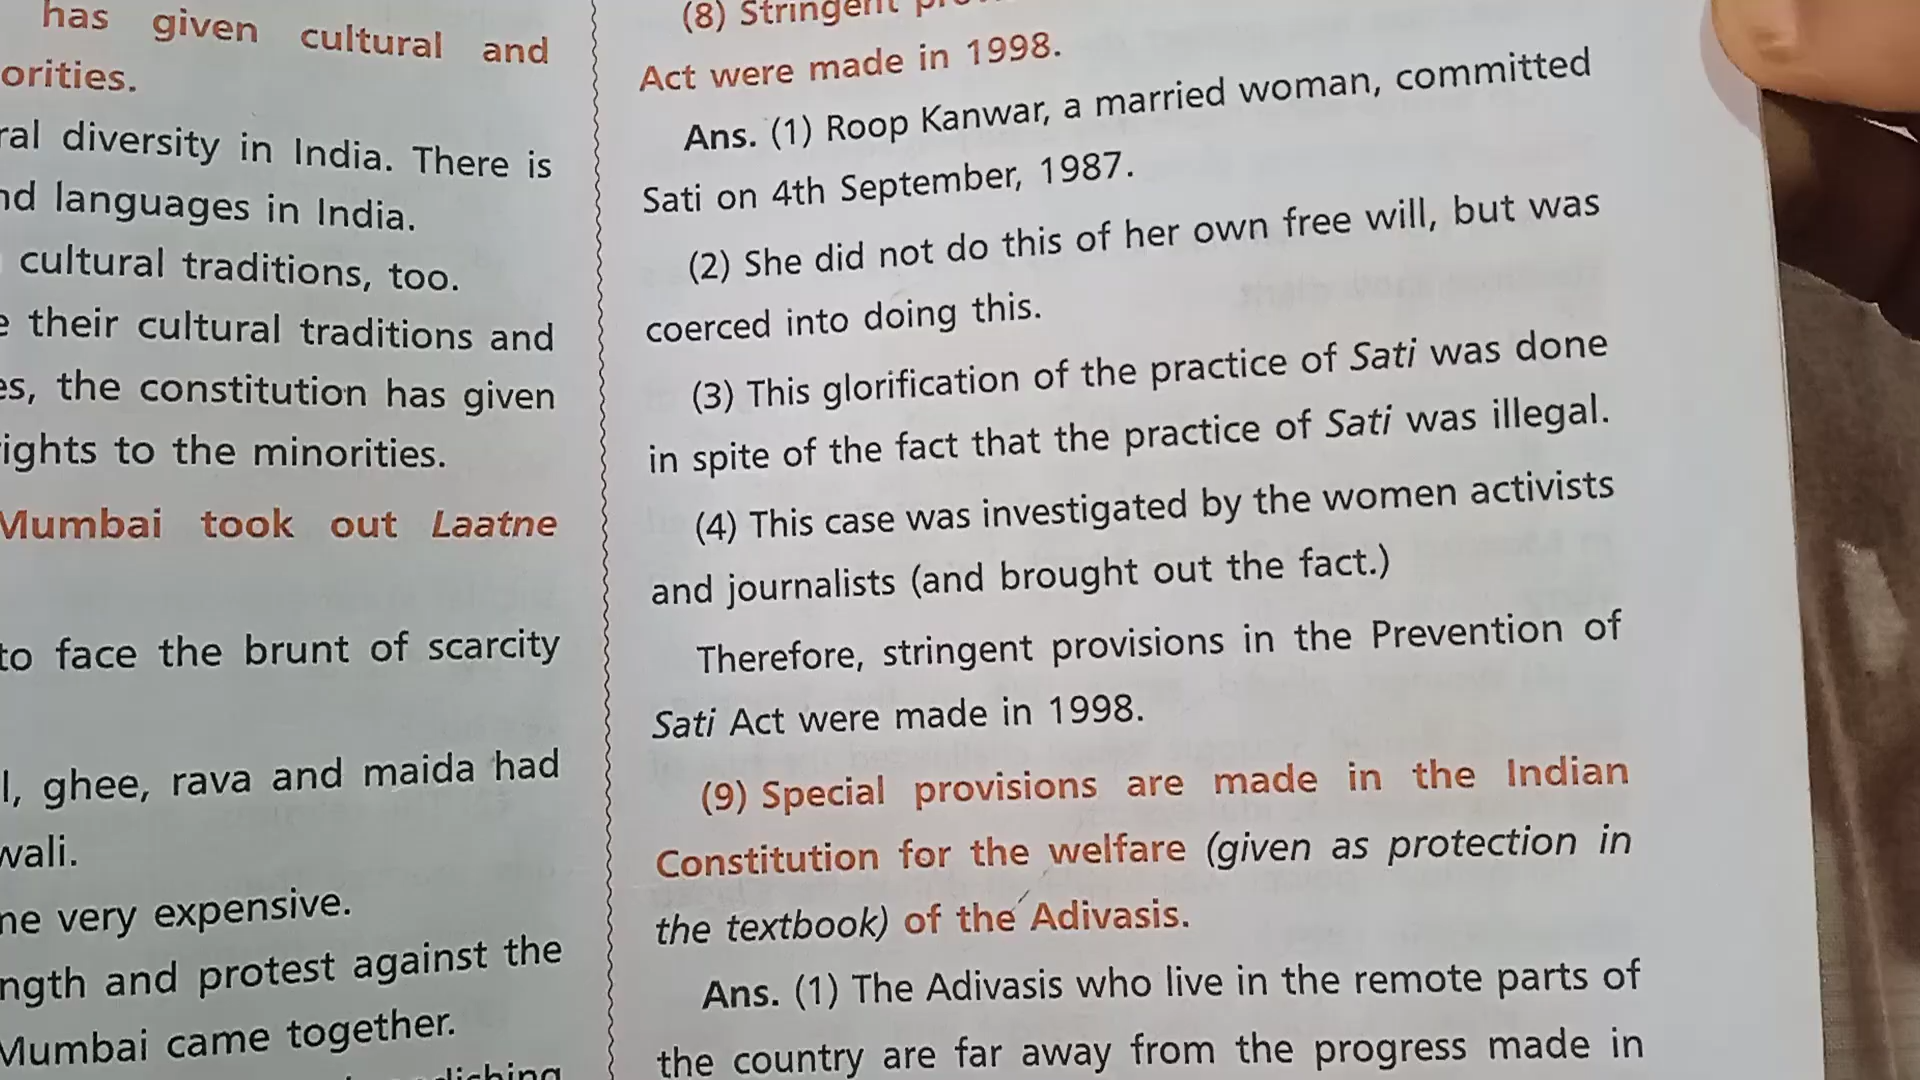 has given cultural and
orities.
diversity in India. There is
languages in India.
cultural traditions, too.
their cultural traditions and
the constitution has given
to the minorities.
Mumbai took out Laatne
to face the brunt of scarcity
ghee, rava and maida had
very expensive.
and protest against the
Mumbai came together.
(8) Stringent
Act were made in 1998.
Ans. (1) Roop Kanwar, a married woman, committed
Sati on 4th September, 1987.
(2) She did not do this of her own free will, but was
coerced into doing this.
(3) This glorification of the practice of Sati was done
in spite of the fact that the practice of Sati was illegal.
(4) This case was investigated by the women activists
and journalists (and brought out the fact.)
Therefore, stringent provisions in the Prevention of
Sati Act were made in 1998.
(9) Special provisions are made in the Indian
Constitution for the welfare (given as protection in
the textbook) of the Adivasis.
Ans. (1) The Adivasis who live in the remote parts of
the country are far away from the progress made in